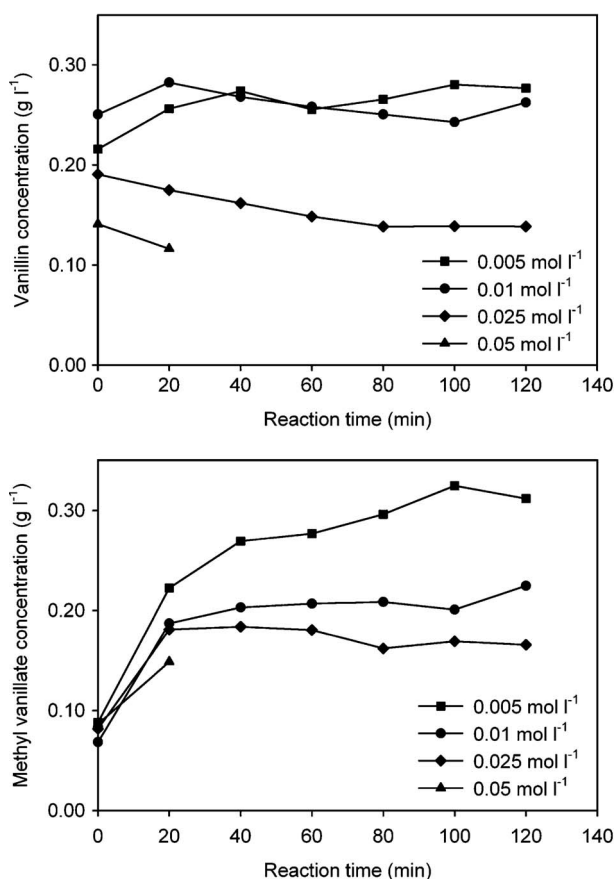 0.30
0.20
0.10
0.00
Vanillin concentration (g l⁻¹)
0.005 mol l⁻¹
0.01 mol l⁻¹
0.025 mol l⁻¹
0.05 mol l⁻¹
0 20 40 60 80 100 120 140
Reaction time (min)
0.30
0.20
0.10
0.00
Methyl vanillate concentration (g l⁻¹)
0.005 mol l⁻¹
0.01 mol l⁻¹
0.025 mol l⁻¹
0.05 mol l⁻¹
0 20 40 60 80 100 120 140
Reaction time (min)